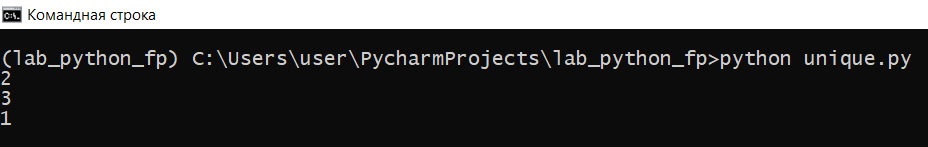 Командная строка
(lab_python_fp) C:\Users\user\PycharmProjects\lab_python_fp>python unique.py
2
3
1